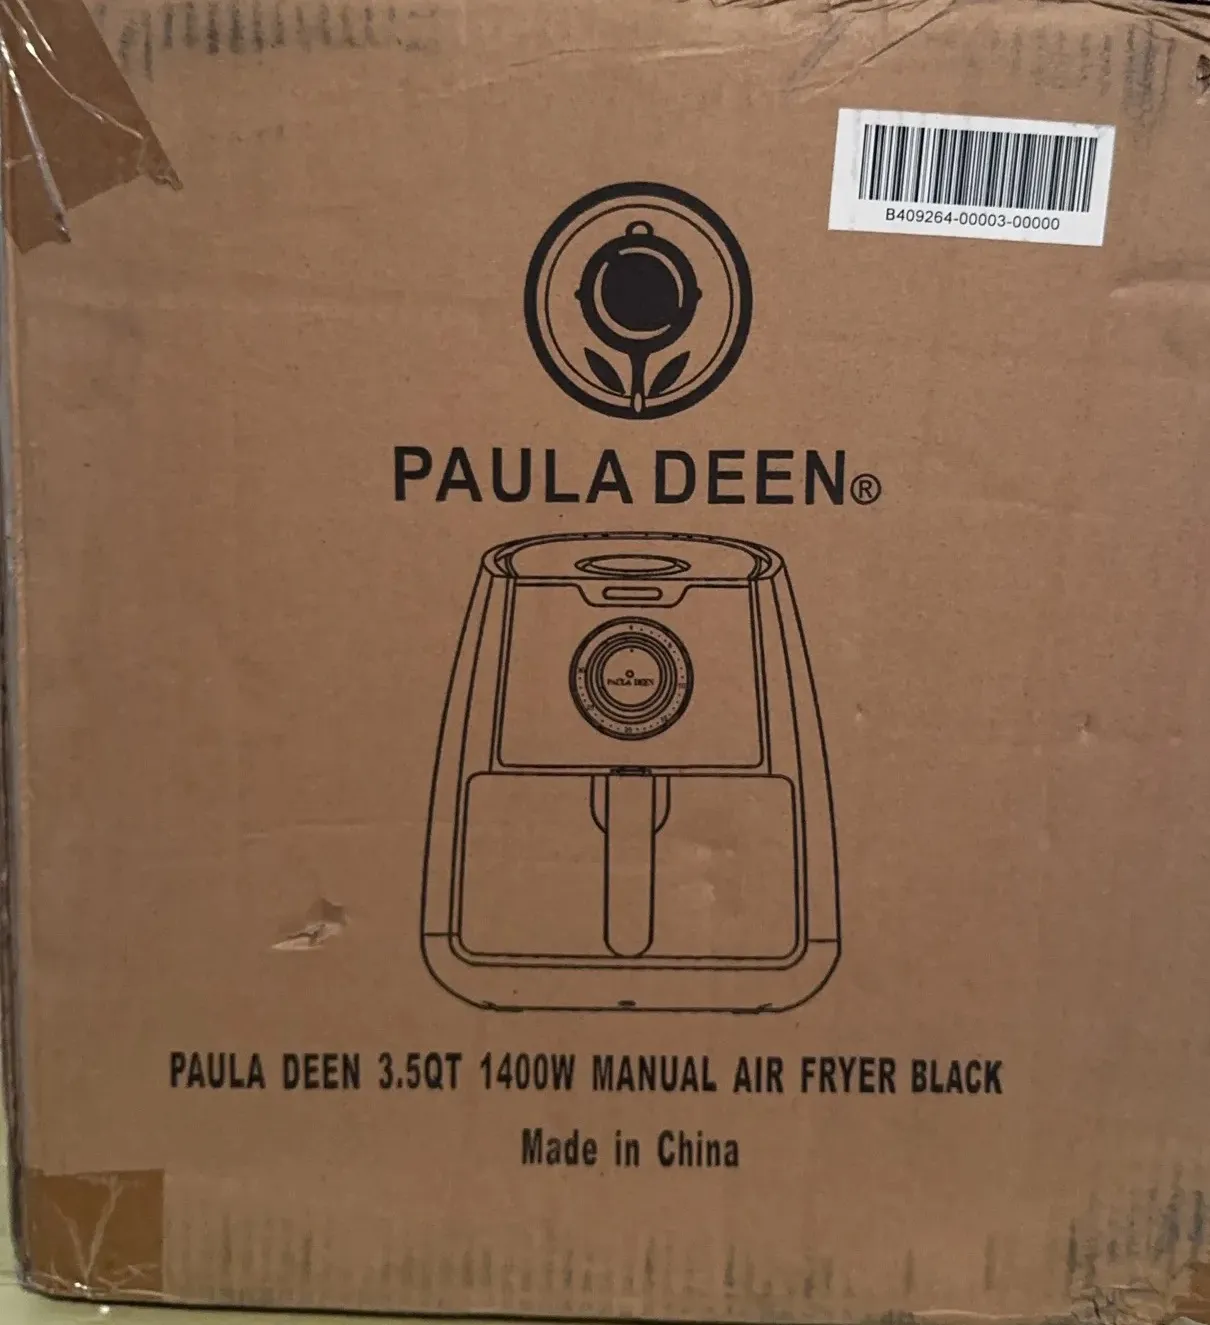 B409264-00003-00000
PAULA DEEN®
PAULA DEEN
PAULA DEEN 3.5QT 1400W MANUAL AIR FRYER BLACK
Made in China